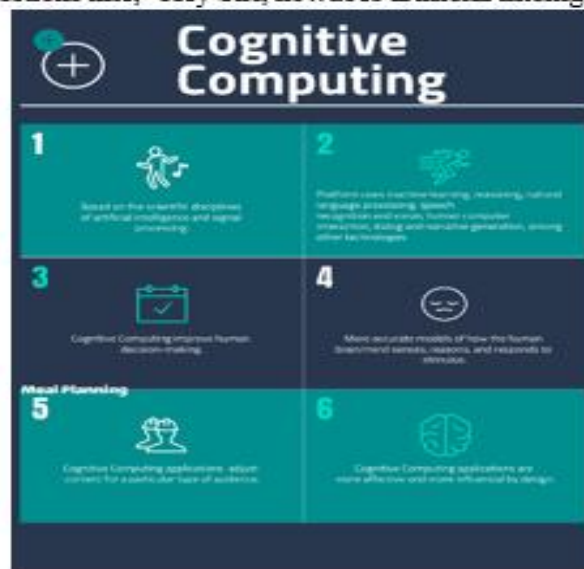 Cognitive
Computing
1
Based on the scientific disciplines
of artificial intelligence and signal
processing.
2
Platform uses machine learning, reasoning, natural
language processing, speech
recognition and vision, human computer
interaction, dialog and narrative generation, among
other technologies
3
Cognitive Computing improve human
decision-making.
4
More accurate models of how the human
brain/mind senses, reasons, and responds to
stimulus.
Meal Planning
5
Cognitive Computing applications adjust
content for a particular type of audience.
6
Cognitive Computing applications are
more affective and more influential by design